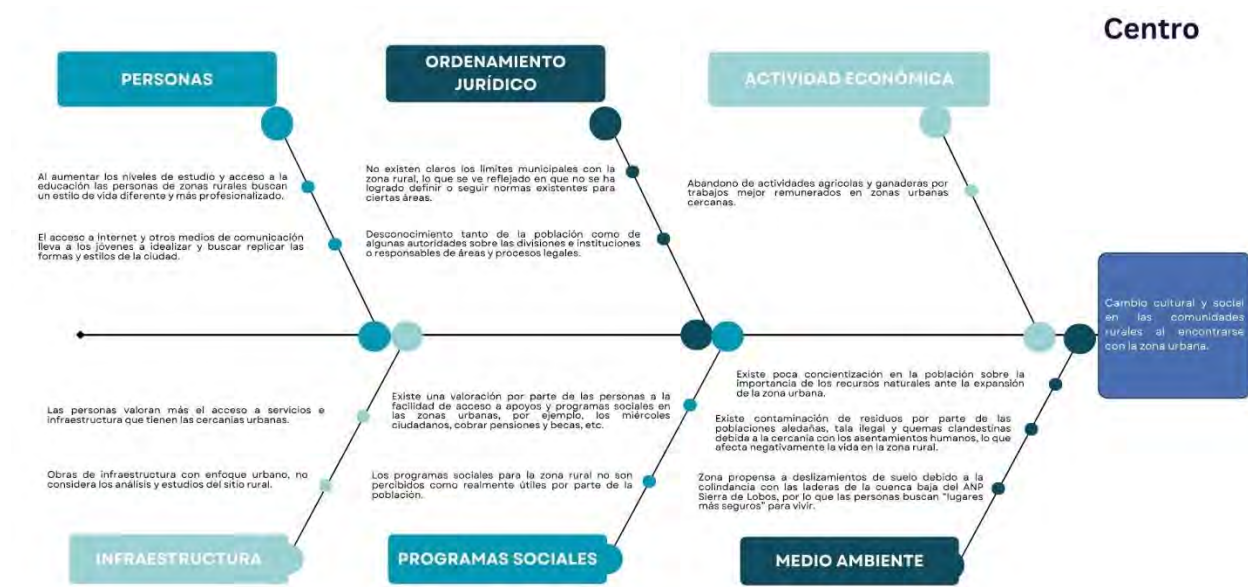 Centro
PERSONAS
Al aumentar los niveles de estudio y acceso a la
educación las personas de zonas rurales buscan
un estilo de vida diferente y más profesionalizado.
El acceso a Internet y otros medios de comunicación
lleva a los jóvenes a idealizar y buscar replicar las
formas y estilos de la ciudad.
ORDENAMIENTO
JURÍDICO
No existen claros los límites municipales con la
zona rural, lo que se ve reflejado en que no se ha
logrado definir o seguir normas existentes para
ciertas áreas.
Desconocimiento tanto de la población como de
algunas autoridades sobre las divisiones e instituciones
o responsables de áreas y procesos legales.
ACTIVIDAD ECONÓMICA
Abandono de actividades agrícolas y ganaderas por
trabajos mejor remunerados en zonas urbanas
cercanas.
Cambio cultural y social
en las comunidades
rurales al encontrarse
con la zona urbana.
Las personas valoran más el acceso a servicios e
infraestructura que tienen las cercanías urbanas.
Obras de infraestructura con enfoque urbano, no
considera los análisis y estudios del sitio rural.
INFRAESTRUCTURA
Existe una valoración por parte de las personas a la
facilidad de acceso a apoyos y programas sociales en
las zonas urbanas, por ejemplo, los miércoles
ciudadanos, cobrar pensiones y becas, etc.
Los programas sociales para la zona rural no son
percibidos como realmente útiles por parte de la
población.
PROGRAMAS SOCIALES
Existe poca concientización en la población sobre la
importancia de los recursos naturales ante la expansión
de la zona urbana.
Existe contaminación de residuos por parte de las
poblaciones aledañas, tala ilegal y quemas clandestinas
debida a la cercanía con los asentamientos humanos, lo que
afecta negativamente la vida en la zona rural.
Zona propensa a deslizamientos de suelo debido a la
colindancia con las laderas de la cuenca baja del ANP
Sierra de Lobos, por lo que las personas buscan "lugares
más seguros" para vivir.
MEDIO AMBIENTE